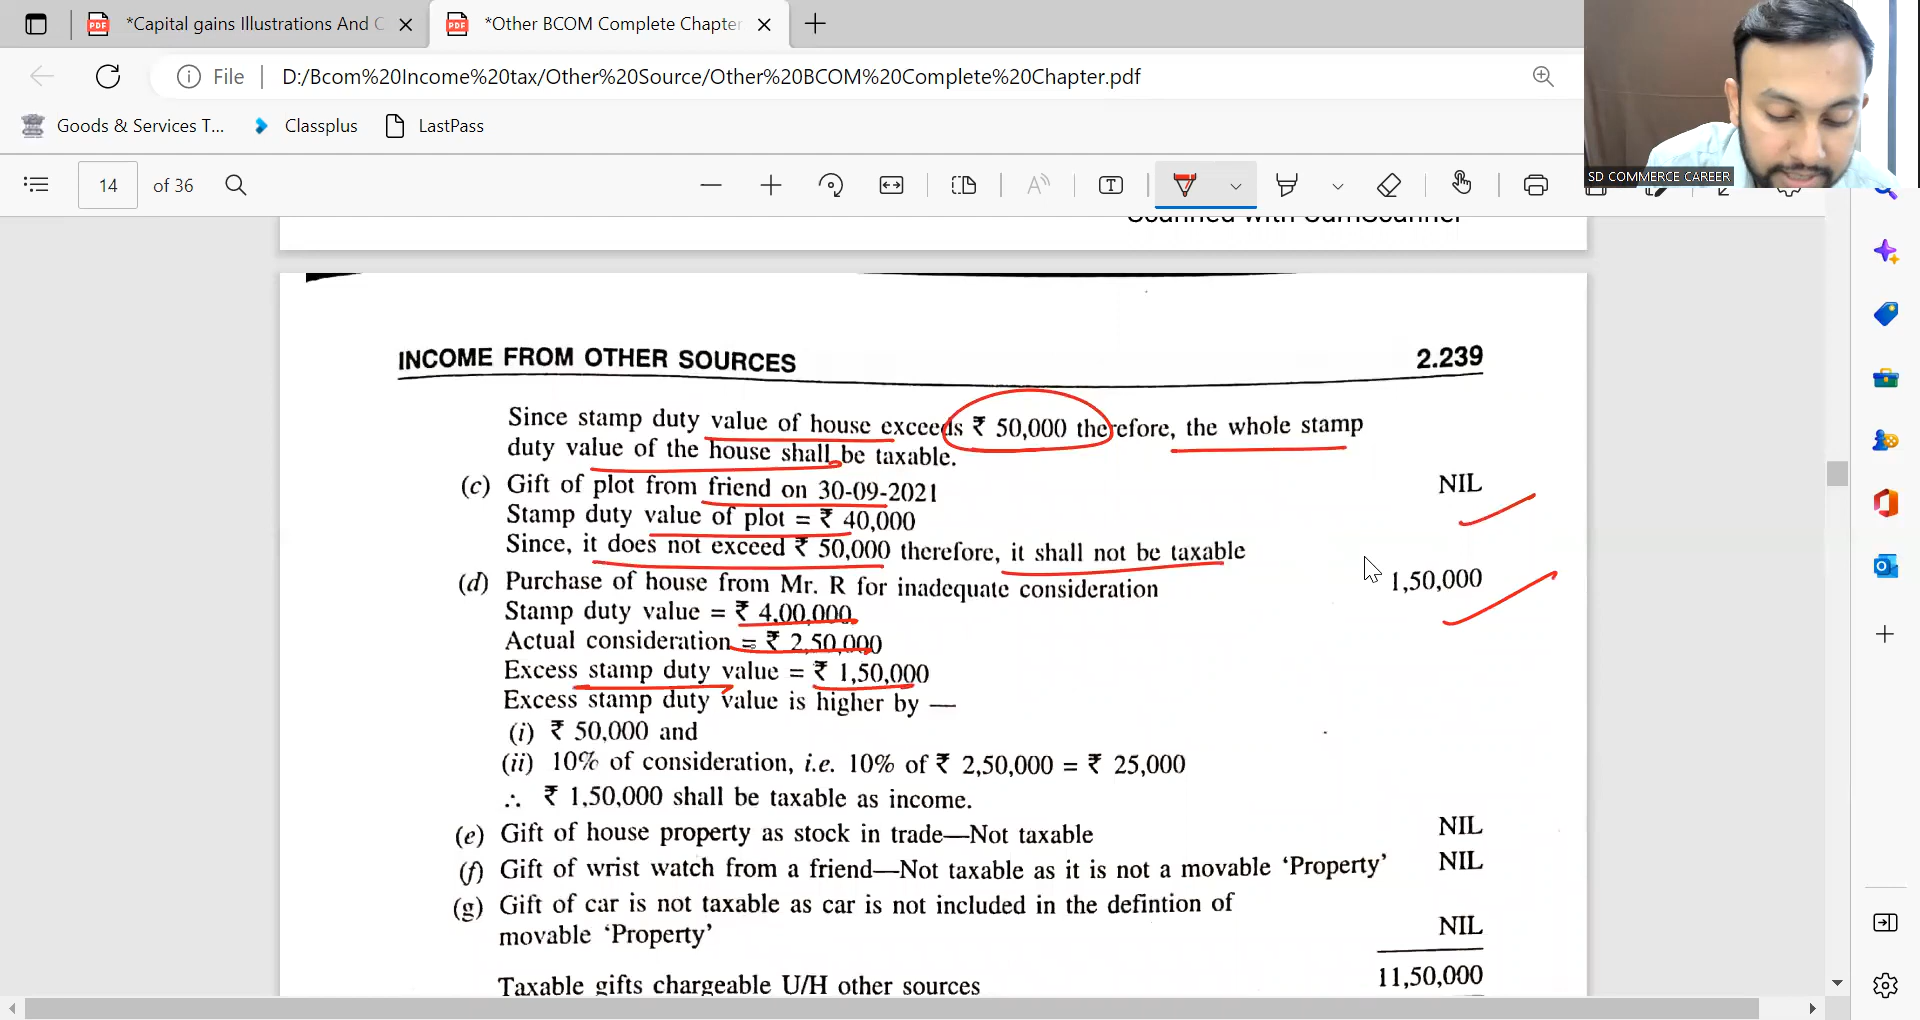 *Capital gains Illustrations And C
*Other BCOM Complete Chapter
File
D:/Bcom%20Income%20tax/Other%20Source/Other%20BCOM%20Complete%20Chapter.pdf
Goods & Services T...
Classplus
LastPass
14 of 36
SD COMMERCE CAREER
Scanned with CamScanner
INCOME FROM OTHER SOURCES 2.239
Since stamp duty value of house exceeds ₹ 50,000 therefore, the whole stamp
duty value of the house shall be taxable.
(c) Gift of plot from friend on 30-09-2021 NIL
Stamp duty value of plot = ₹ 40,000
Since, it does not exceed ₹ 50,000 therefore, it shall not be taxable
(d) Purchase of house from Mr. R for inadequate consideration 1,50,000
Stamp duty value = ₹ 4,00,000
Actual consideration = ₹ 2,50,000
Excess stamp duty value = ₹ 1,50,000
Excess stamp duty value is higher by —
(i) ₹ 50,000 and
(ii) 10% of consideration, i.e. 10% of ₹ 2,50,000 = ₹ 25,000
∴ ₹ 1,50,000 shall be taxable as income.
(e) Gift of house property as stock in trade—Not taxable NIL
(f) Gift of wrist watch from a friend—Not taxable as it is not a movable ‘Property’ NIL
(g) Gift of car is not taxable as car is not included in the defintion of
movable ‘Property’ NIL
Taxable gifts chargeable U/H other sources 11,50,000